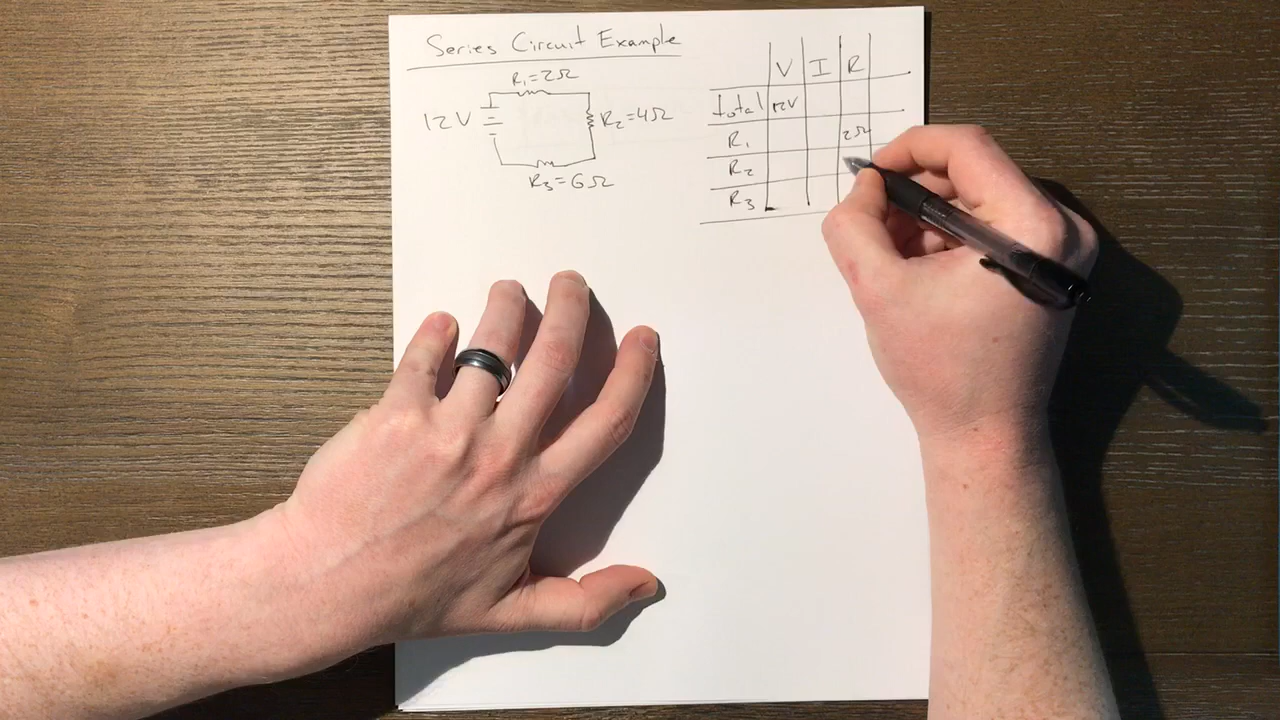 Series Circuit Example
R₁=2Ω
12V
R₂=4Ω
R₃=6Ω
V I R
total 12V
R₁ 2Ω
R₂
R₃